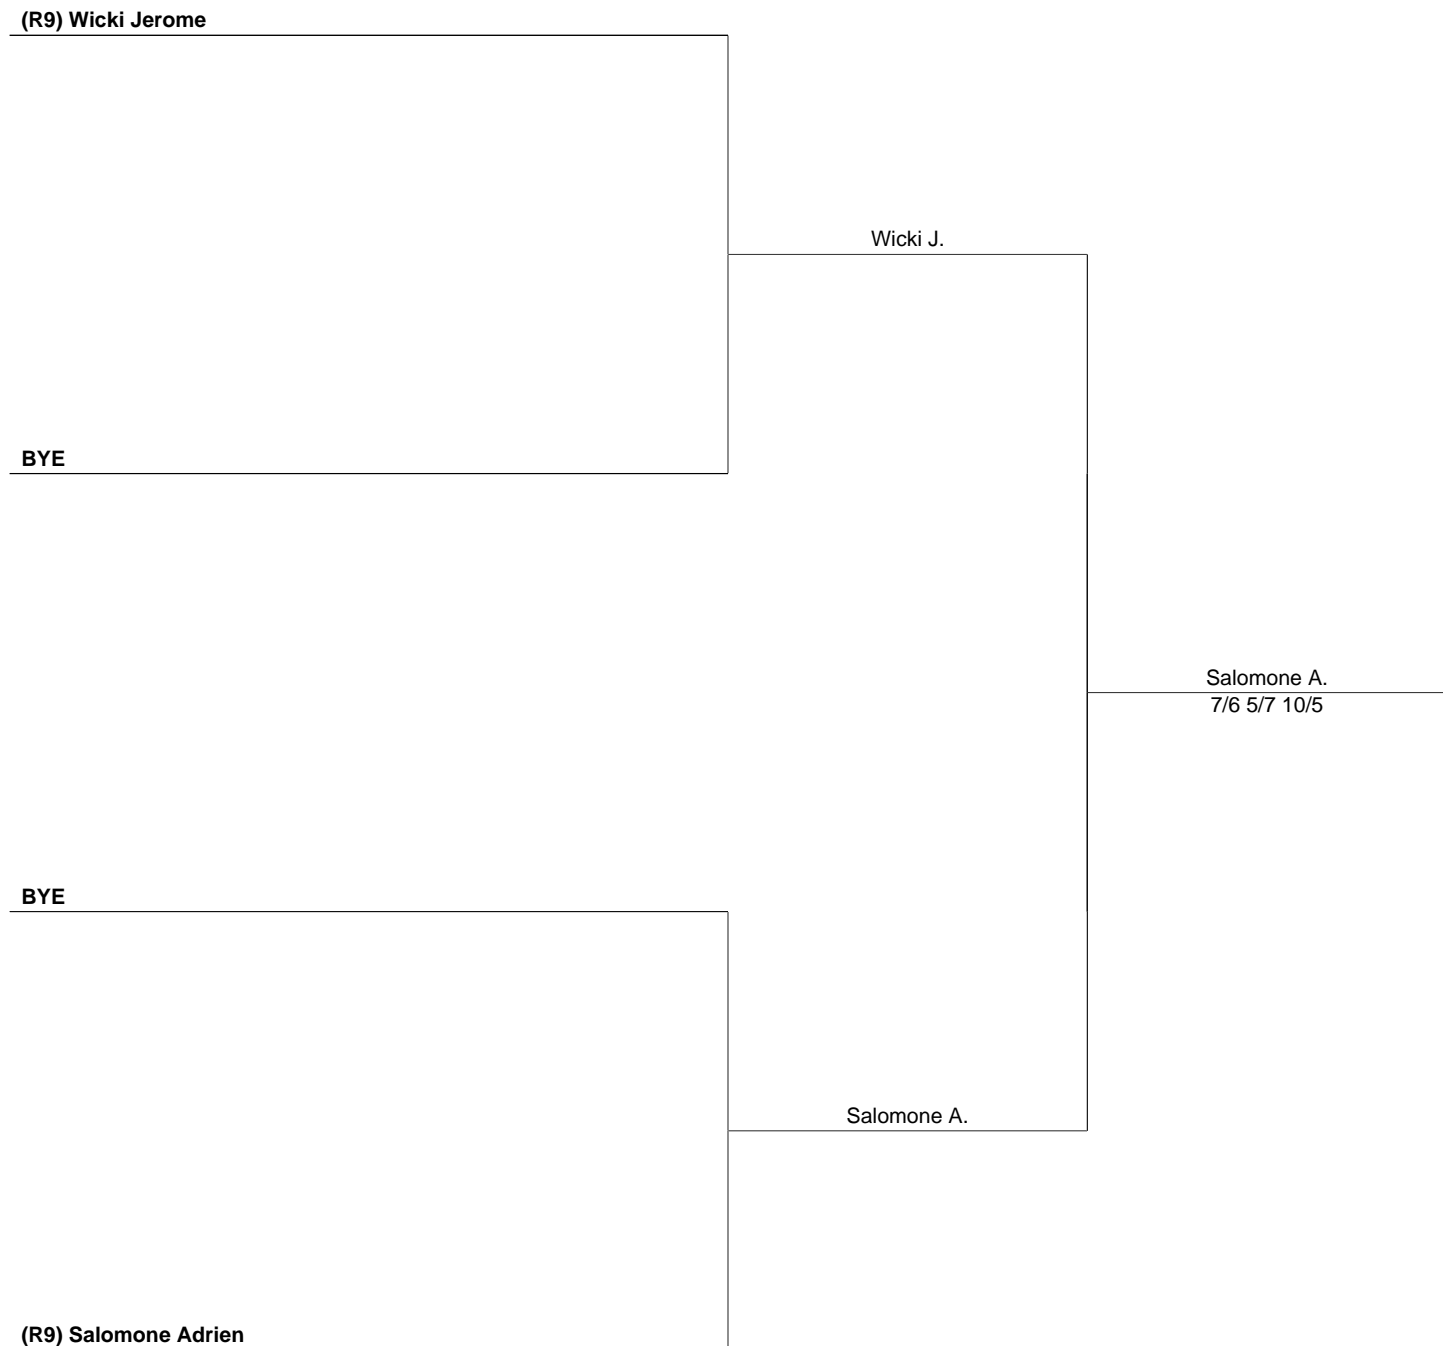 (R9) Wicki Jerome
Wicki J.
BYE
Salomone A.
7/6 5/7 10/5
BYE
Salomone A.
(R9) Salomone Adrien